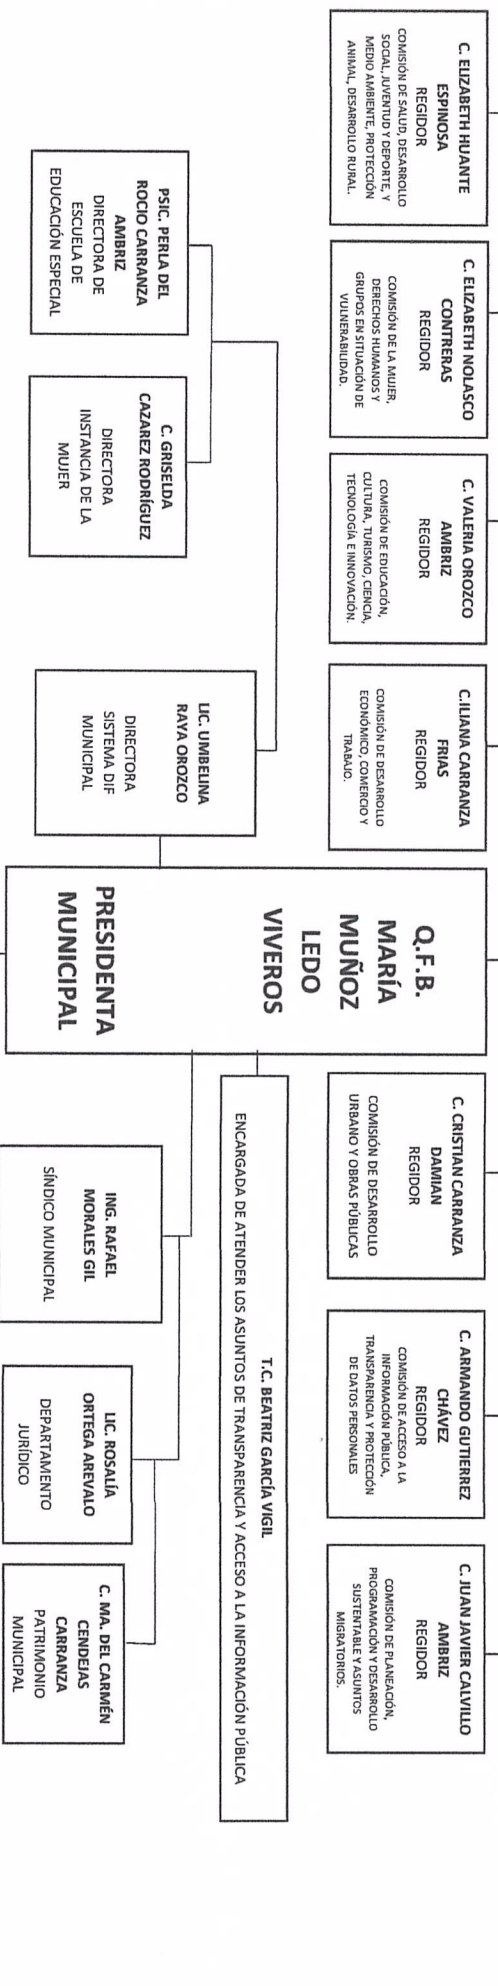 C. ELIZABETH HUANTE
ESPINOSA
REGIDOR
COMISIÓN DE SALUD, DESARROLLO
SOCIAL, JUVENTUD Y DEPORTE, Y
MEDIO AMBIENTE, PROTECCIÓN
ANIMAL, DESARROLLO RURAL.
C. ELIZABETH NOLASCO
CONTRERAS
REGIDOR
COMISIÓN DE LA MUJER,
DERECHOS HUMANOS Y
GRUPOS EN SITUACIÓN DE
VULNERABILIDAD.
C. VALERIA OROZCO
AMBRIZ
REGIDOR
COMISIÓN DE EDUCACIÓN,
CULTURA, TURISMO, CIENCIA,
TECNOLOGÍA E INNOVACIÓN.
C.ILIANA CARRANZA
FRIAS
REGIDOR
COMISIÓN DE DESARROLLO
ECONÓMICO, COMERCIO Y
TRABAJO.
Q.F.B.
MARÍA
MUÑOZ
LEDO
VIVEROS
PRESIDENTA
MUNICIPAL
C. CRISTIAN CARRANZA
DAMIAN
REGIDOR
COMISIÓN DE DESARROLLO
URBANO Y OBRAS PÚBLICAS
C. ARMANDO GUTIERREZ
CHÁVEZ
REGIDOR
COMISIÓN DE ACCESO A LA
INFORMACIÓN PÚBLICA,
TRANSPARENCIA Y PROTECCIÓN
DE DATOS PERSONALES
C. JUAN JAVIER CALVILLO
AMBRIZ
REGIDOR
COMISIÓN DE PLANEACIÓN,
PROGRAMACIÓN Y DESARROLLO
SUSTENTABLE Y ASUNTOS
MIGRATORIOS.
T.C. BEATRIZ GARCÍA VIGIL
ENCARGADA DE ATENDER LOS ASUNTOS DE TRANSPARENCIA Y ACCESO A LA INFORMACIÓN PÚBLICA
PSIC. PERLA DEL
ROCIO CARRANZA
AMBRIZ
DIRECTORA DE
ESCUELA DE
EDUCACIÓN ESPECIAL
C. GRISELDA
CAZAREZ RODRÍGUEZ
DIRECTORA
INSTANCIA DE LA
MUJER
LIC. UMBELINA
RAYA OROZCO
DIRECTORA
SISTEMA DIF
MUNICIPAL
ING. RAFAEL
MORALES GIL
SÍNDICO MUNICIPAL
LIC. ROSALÍA
ORTEGA AREVALO
DEPARTAMENTO
JURÍDICO
C. MA. DEL CARMÉN
CENDEJAS
CARRANZA
PATRIMONIO
MUNICIPAL